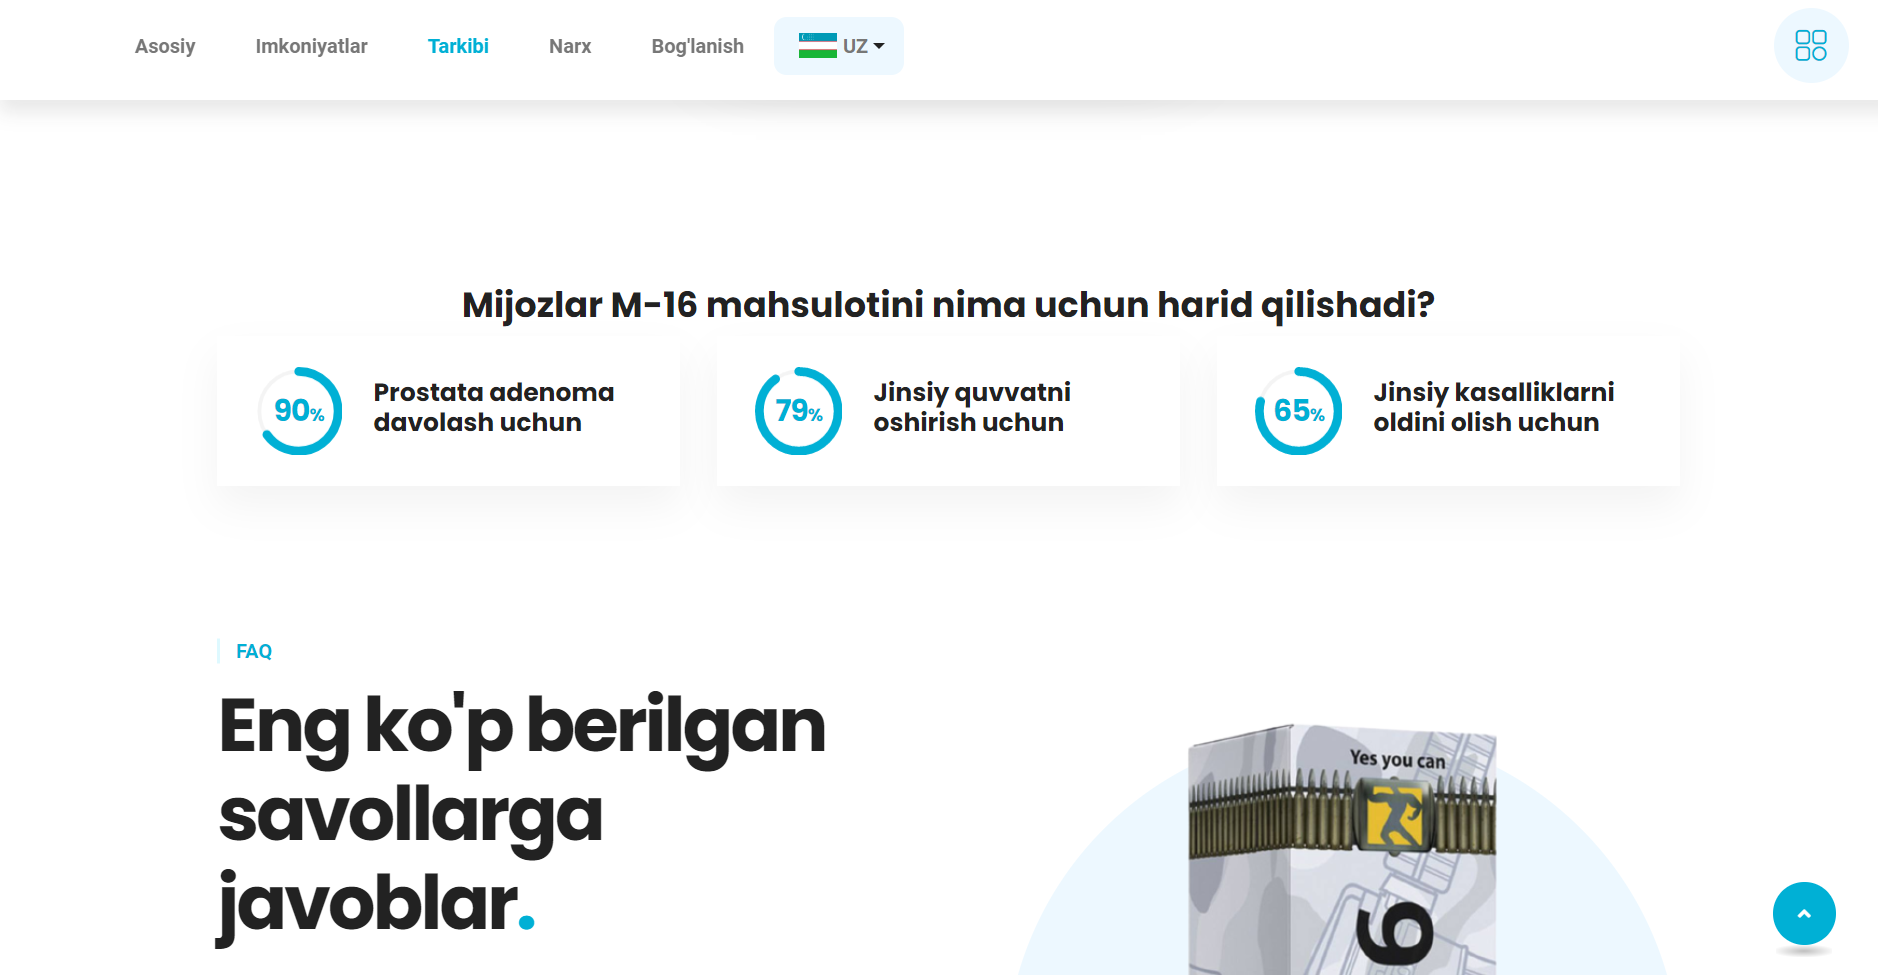 Asosiy Imkoniyatlar Tarkibi Narx Bog'lanish UZ
Mijozlar M-16 mahsulotini nima uchun harid qilishadi?
90%
Prostata adenoma
davolash uchun
79%
Jinsiy quvvatni
oshirish uchun
65%
Jinsiy kasalliklarni
oldini olish uchun
FAQ
Eng ko'p berilgan
savollarga
javoblar.
Yes you can
6